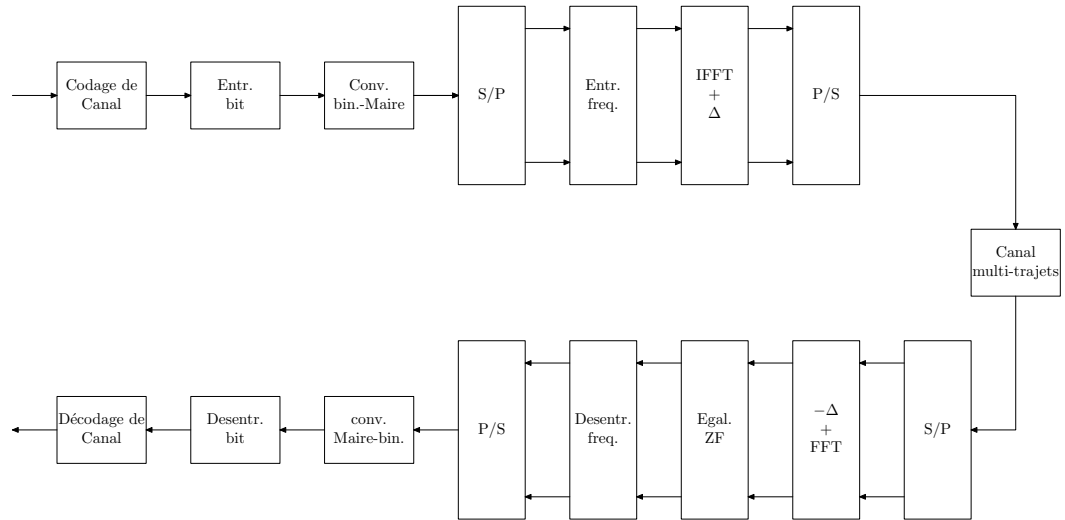 Codage de
Canal
Entr.
bit
Conv.
bin.-Maire
S/P
Entr.
freq.
IFFT
+
Δ
P/S
Canal
multi-trajets
Décodage de
Canal
Desentr.
bit
conv.
Maire-bin.
P/S
Desentr.
freq.
Egal.
ZF
−Δ
+
FFT
S/P